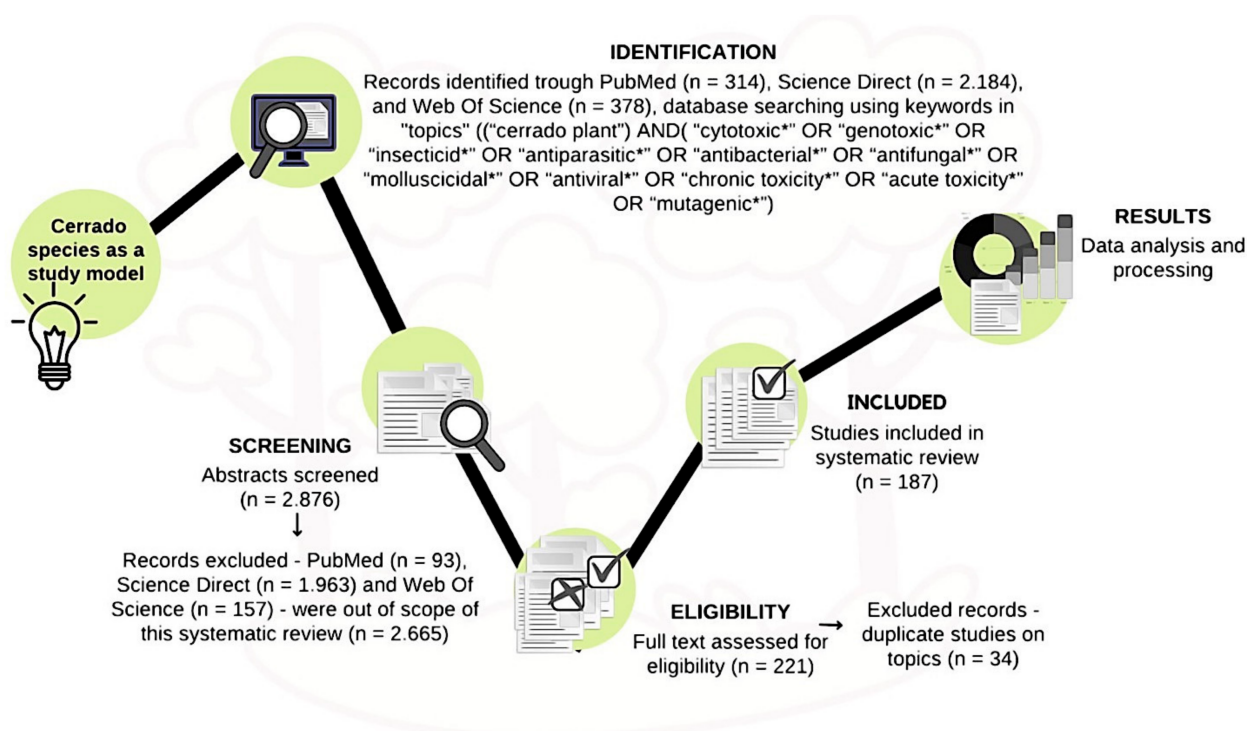 IDENTIFICATION
Records identified trough PubMed (n = 314), Science Direct (n = 2.184),
and Web Of Science (n = 378), database searching using keywords in
"topics" ((“cerrado plant”) AND( “cytotoxic*” OR “genotoxic*” OR
“insecticid*” OR “antiparasitic*” OR “antibacterial*” OR “antifungal*” OR
“molluscicidal*” OR “antiviral*” OR “chronic toxicity*” OR “acute toxicity*”
OR “mutagenic*”)
Cerrado
species as a
study model
RESULTS
Data analysis and
processing
SCREENING
Abstracts screened
(n = 2.876)
Records excluded - PubMed (n = 93),
Science Direct (n = 1.963) and Web Of
Science (n = 157) - were out of scope of
this systematic review (n = 2.665)
INCLUDED
Studies included in
systematic review
(n = 187)
ELIGIBILITY
Full text assessed for
eligibility (n = 221)
Excluded records -
duplicate studies on
topics (n = 34)